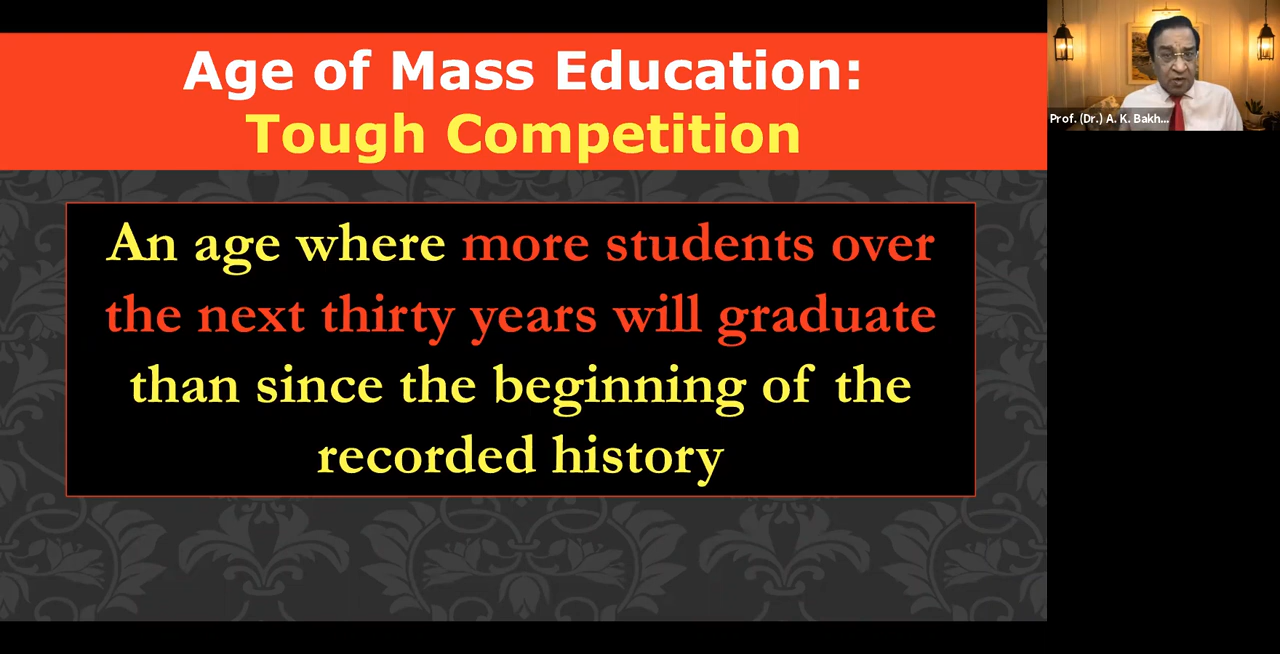 Age of Mass Education:
Tough Competition
An age where more students over
the next thirty years will graduate
than since the beginning of the
recorded history
Prof. (Dr.) A. K. Bakh...